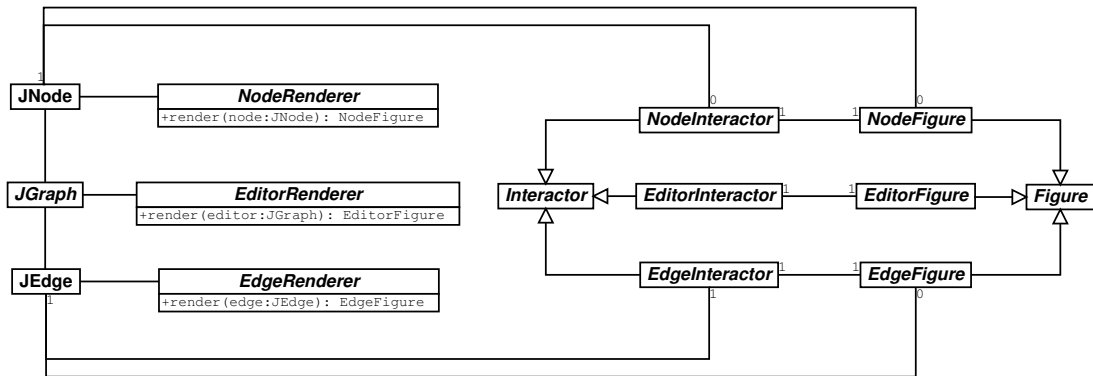 1
JNode
NodeRenderer
+render(node:JNode): NodeFigure
0
0
NodeInteractor
1
1
NodeFigure
JGraph
EditorRenderer
+render(editor:JGraph): EditorFigure
Interactor
EditorInteractor
1
1
EditorFigure
Figure
JEdge
1
EdgeRenderer
+render(edge:JEdge): EdgeFigure
EdgeInteractor
1
1
EdgeFigure
1
0